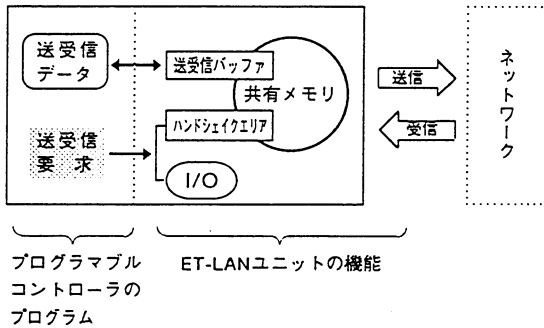 送受信
データ
送受信バッファ
共有メモリ
ハンドシェイクエリア
送受信
要求
I/O
送信
受信
ネットワーク
プログラマブル
コントローラの
プログラム
ET-LANユニットの機能